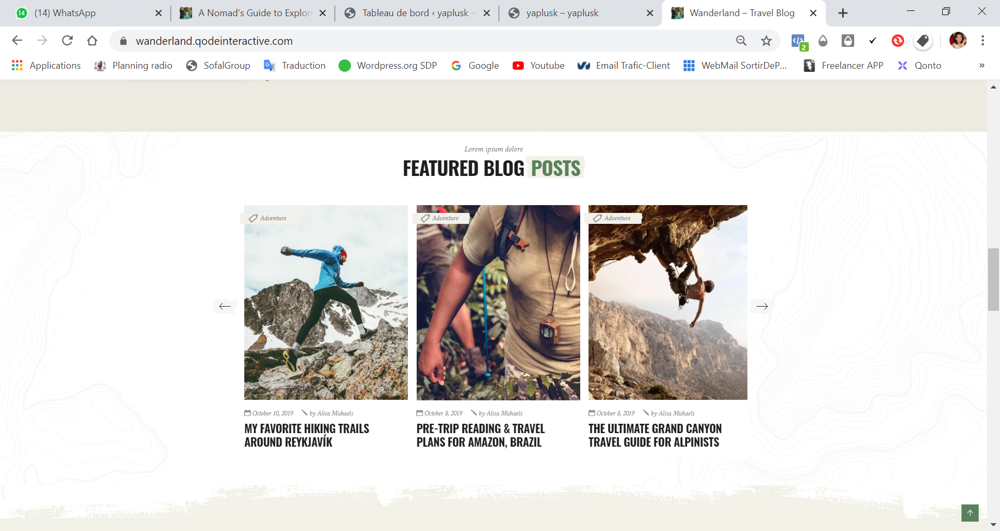 14 (14) WhatsApp
A Nomad's Guide to Explori
Tableau de bord ‹ yaplusk –
yaplusk – yaplusk
Wanderland – Travel Blog
wanderland.qodeinteractive.com
2
Applications
Planning radio
SofalGroup
Traduction
Wordpress.org SDP
Google
Youtube
Email Trafic-Client
WebMail SortirDeP...
Freelancer APP
Qonto
»
Lorem ipsum dolore
FEATURED BLOG POSTS
Adventure
Adventure
Adventure
October 10, 2019 by Alisa Michaels
MY FAVORITE HIKING TRAILS
AROUND REYKJAVÍK
October 8, 2019 by Alisa Michaels
PRE-TRIP READING & TRAVEL
PLANS FOR AMAZON, BRAZIL
October 8, 2019 by Alisa Michaels
THE ULTIMATE GRAND CANYON
TRAVEL GUIDE FOR ALPINISTS